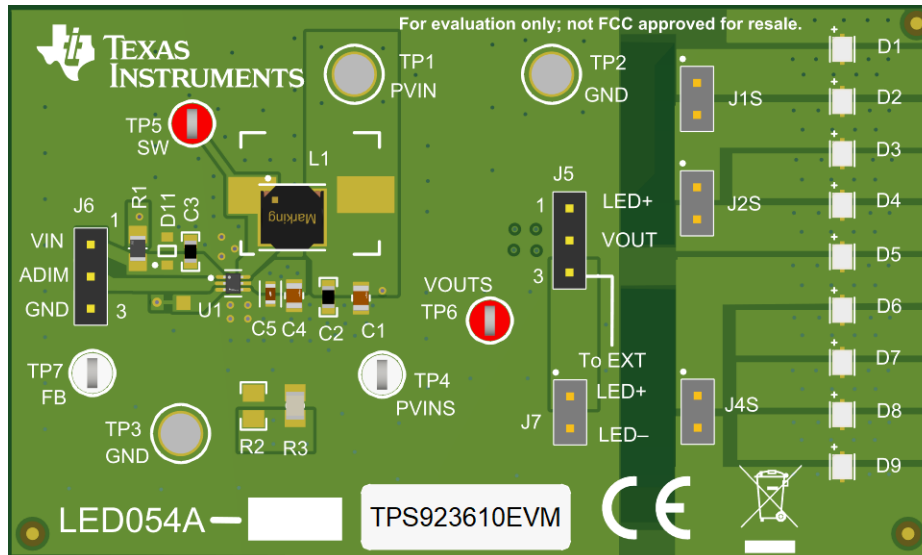 For evaluation only; not FCC approved for resale.
TEXAS
INSTRUMENTS
ti
TP1
PVIN
TP2
GND
D1
J1S
D2
TP5
SW
L1
D3
J5
J2S
D4
R1
D11
C3
Marking
J6
1
VIN
ADIM
GND
3
U1
1
LED+
VOUT
3
D5
VOUTS
TP6
D6
C5
C4
C2
C1
To EXT
D7
TP7
FB
TP4
PVINS
J7
LED+
LED–
J4S
D8
TP3
GND
R2
R3
D9
LED054A–
TPS923610EVM
CE